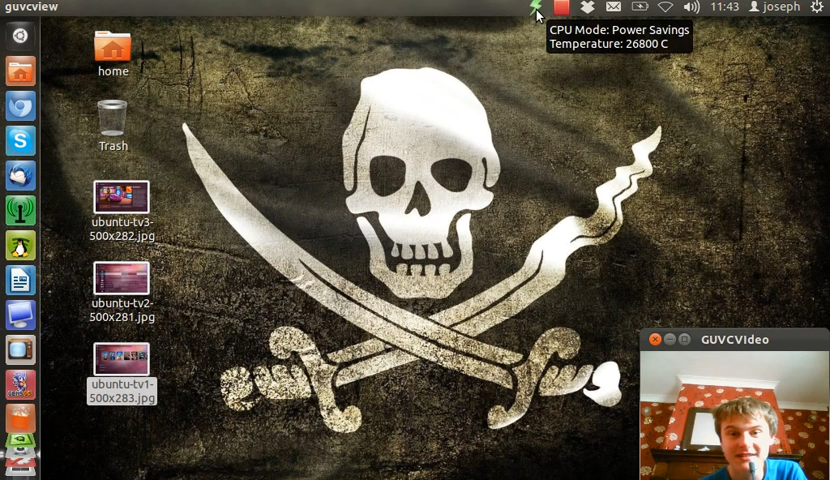 guvcview
11:43
joseph
CPU Mode: Power Savings
Temperature: 26800 C
home
Trash
ubuntu-tv3-
500x282.jpg
ubuntu-tv2-
500x281.jpg
ubuntu-tv1-
500x283.jpg
GUVCVIdeo